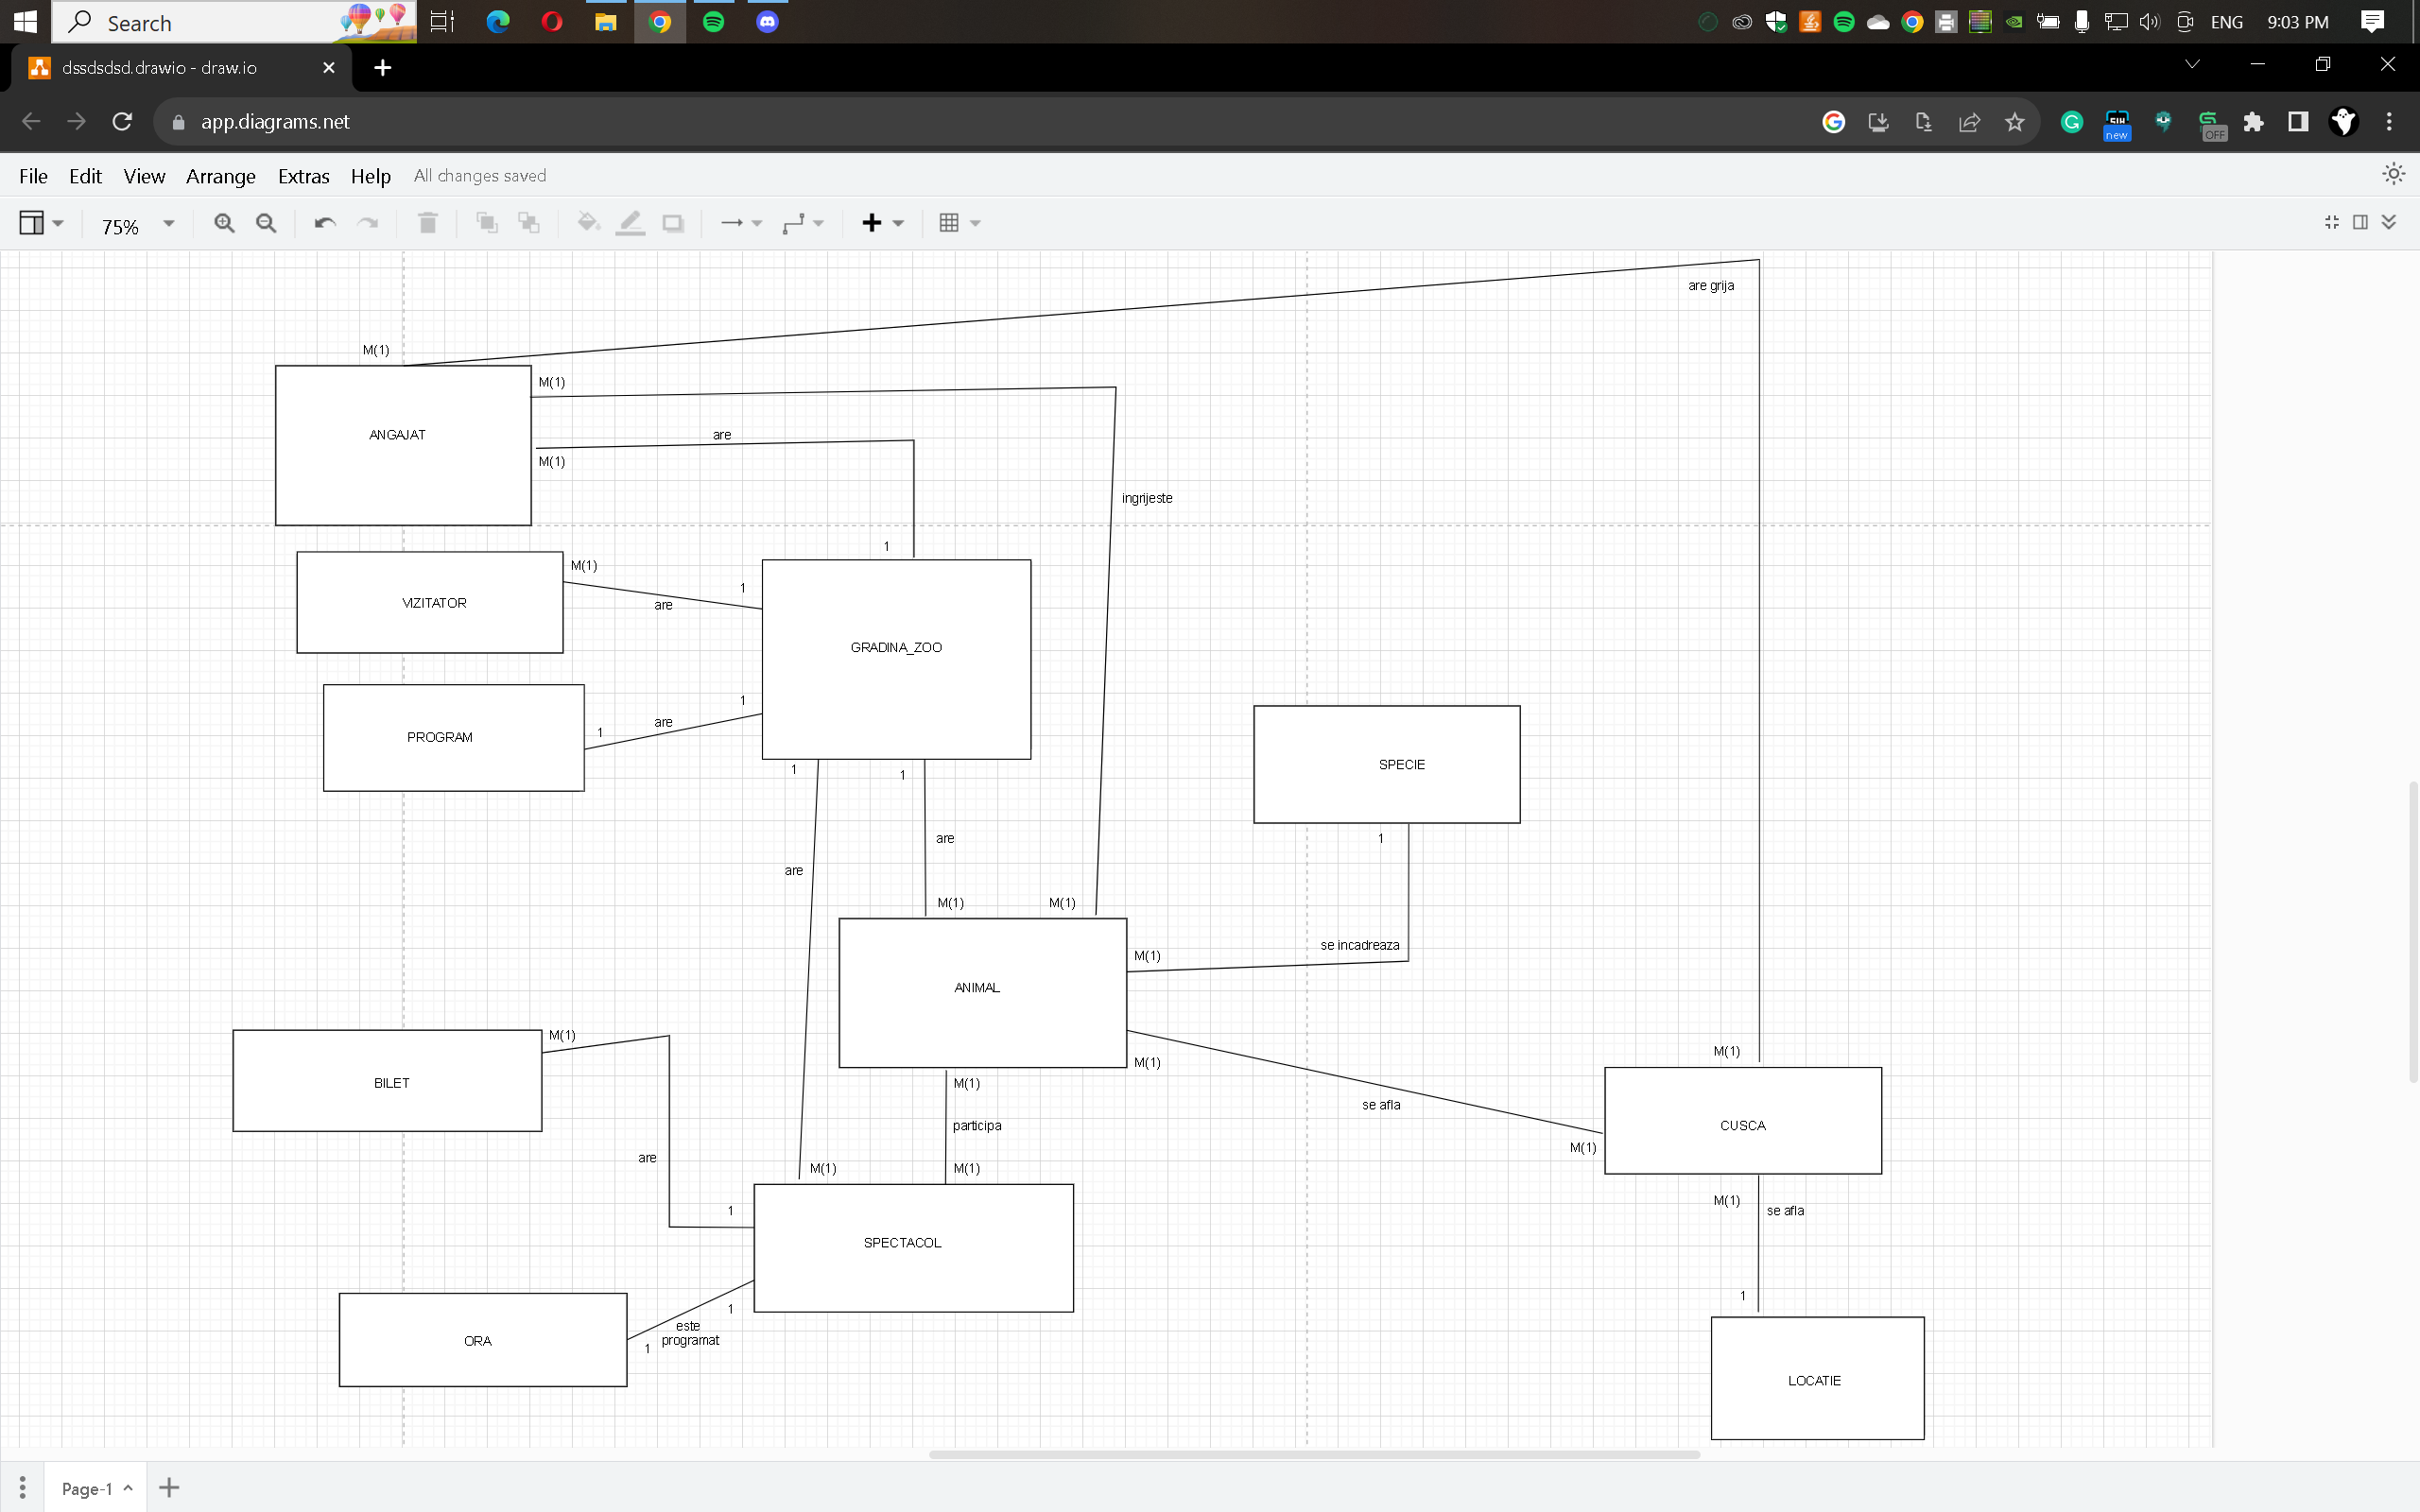 Search
ENG
9:03 PM
dssdsdsd.drawio - draw.io
app.diagrams.net
new
OFF
File Edit View Arrange Extras Help All changes saved
75%
are grija
M(1)
M(1)
ANGAJAT
are
M(1)
ingrijeste
1
M(1)
1
VIZITATOR
are
GRADINA_ZOO
1
are
1
PROGRAM
SPECIE
1
1
1
are
are
M(1)
M(1)
se incadreaza
M(1)
ANIMAL
M(1)
M(1)
M(1)
BILET
M(1)
se afla
participa
CUSCA
M(1)
are
M(1)
M(1)
M(1)
se afla
1
SPECTACOL
1
1
este
programat
ORA
1
LOCATIE
Page-1